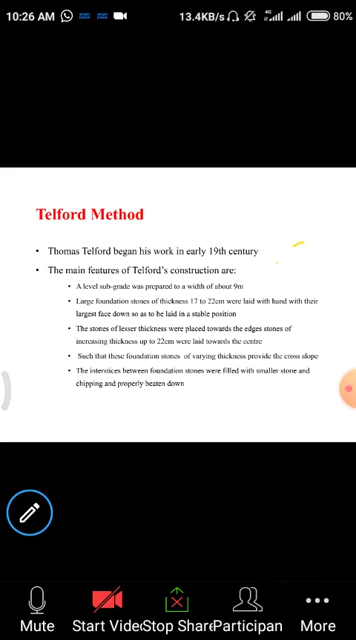 10:26 AM
13.4KB/s
4G
80%
Telford Method
• Thomas Telford began his work in early 19th century
• The main features of Telford's construction are:
• A level sub-grade was prepared to a width of about 9m
• Large foundation stones of thickness 17 to 22cm were laid with hand with their
largest face down so as to be laid in a stable position
• The stones of lesser thickness were placed towards the edges stones of
increasing thickness up to 22cm were laid towards the centre
• Such that these foundation stones of varying thickness provide the cross slope
• The interstices between foundation stones were filled with smaller stone and
chipping and properly beaten down
Mute
Start Vide
Stop Share
Participan
More